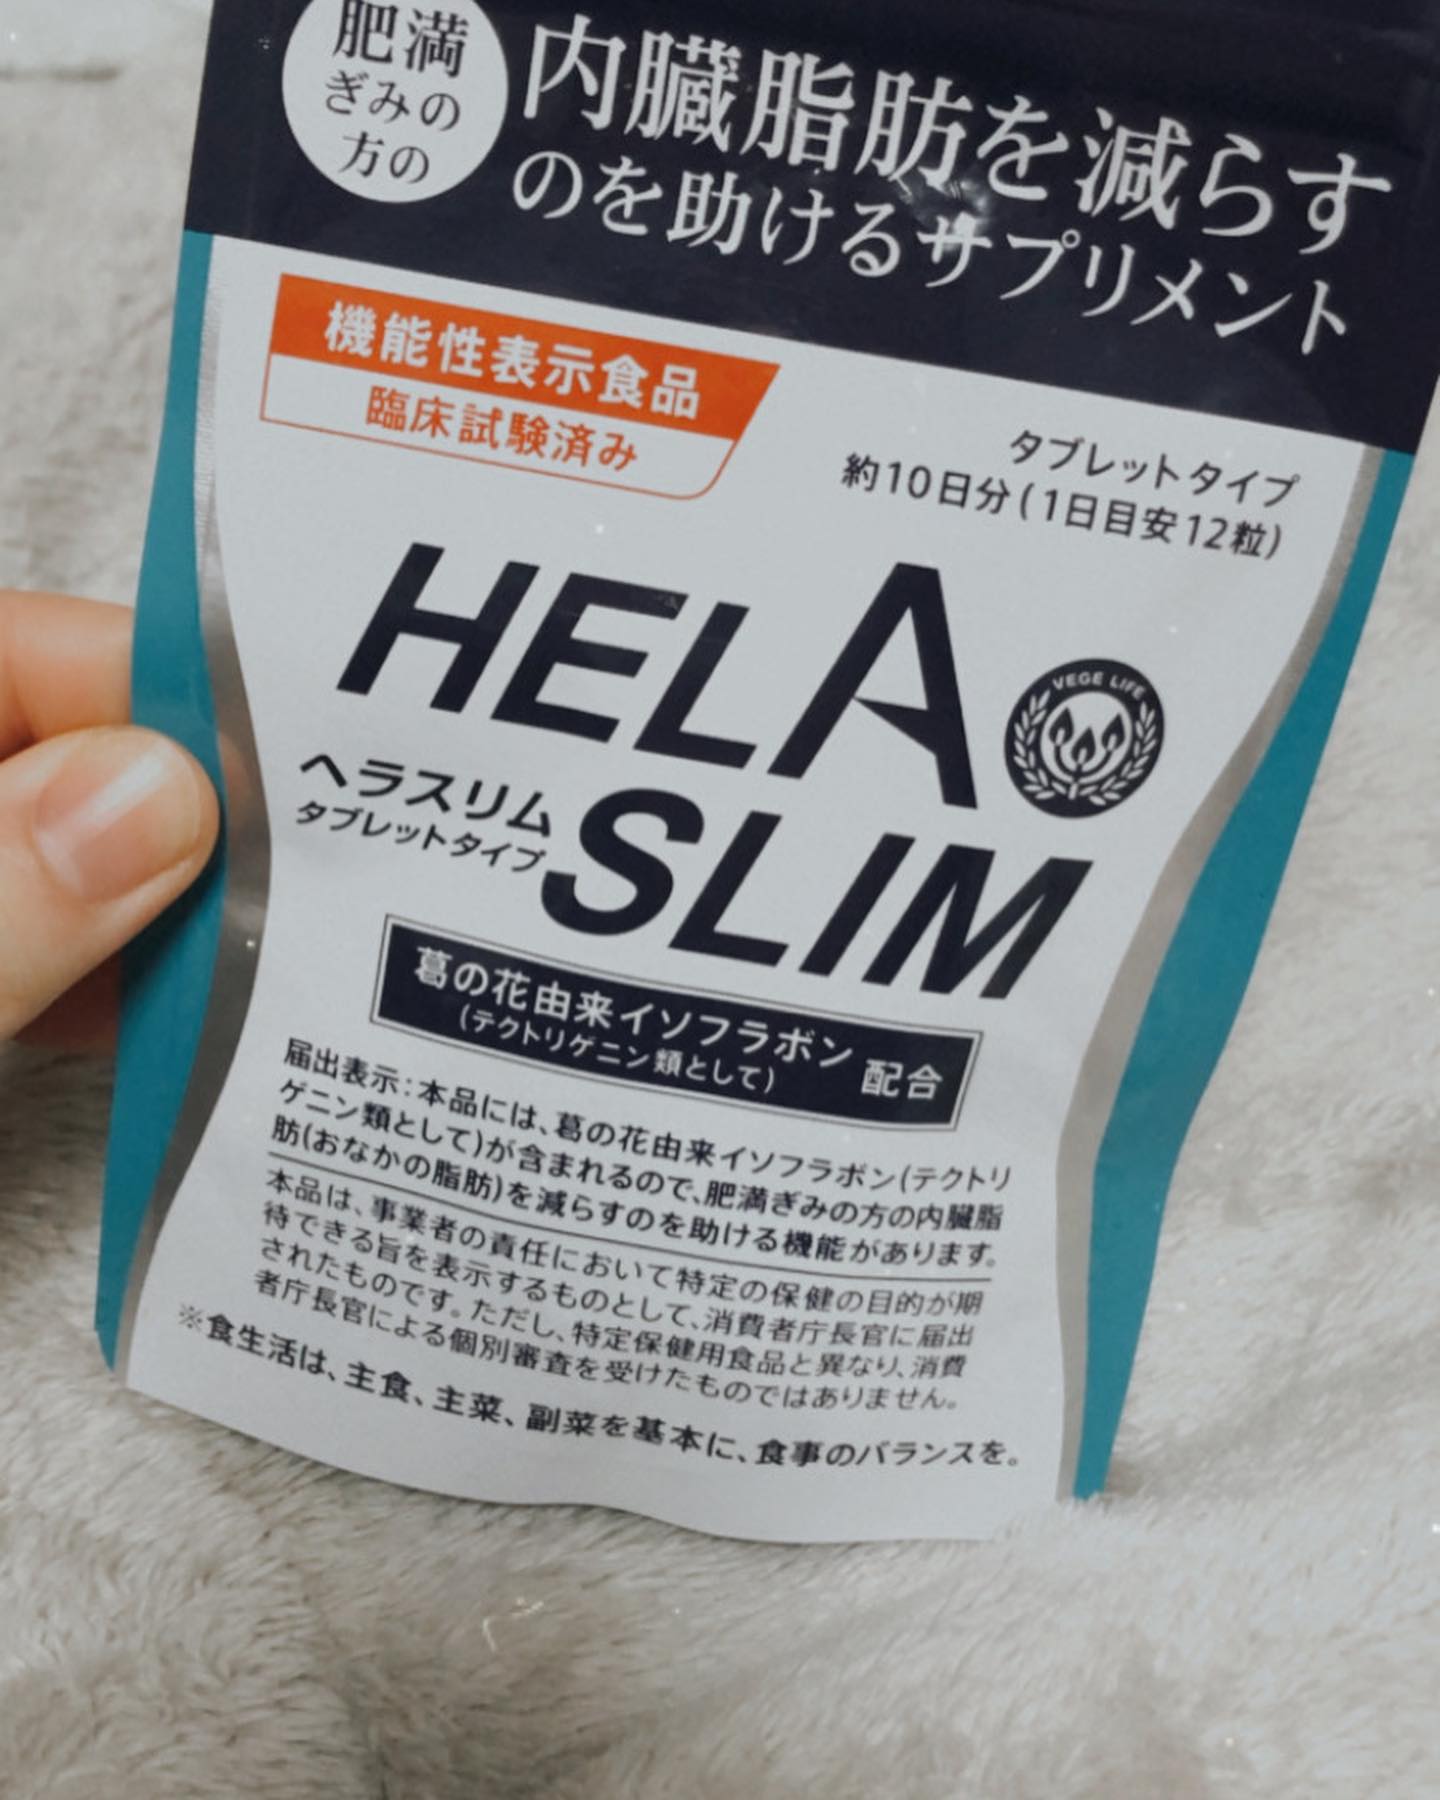 肥満
ぎみの
方の
内臓脂肪を減らす
のを助けるサプリメント
機能性表示食品
臨床試験済み
タブレットタイプ
約10日分(1日目安12粒)
HELA
VEGE LIFE
ヘラスリム
タブレットタイプ
SLIM
葛の花由来イソフラボン
(テクトリゲニン類として)
配合
届出表示:本品には、葛の花由来イソフラボン(テクトリ
ゲニン類として)が含まれるので、肥満ぎみの方の内臓脂
肪(おなかの脂肪)を減らすのを助ける機能があります。
本品は、事業者の責任において特定の保健の目的が期
待できる旨を表示するものとして、消費者庁長官に届出
されたものです。ただし、特定保健用食品と異なり、消費
者庁長官による個別審査を受けたものではありません。
※食生活は、主食、主菜、副菜を基本に、食事のバランスを。